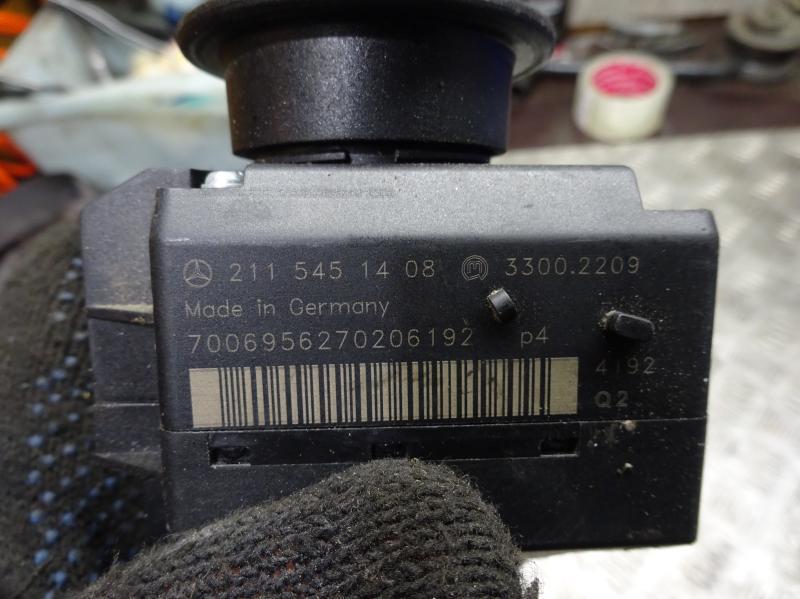 211 545 14 08 3300.2209
Made in Germany
7006956270206192 p4
4192
Q2